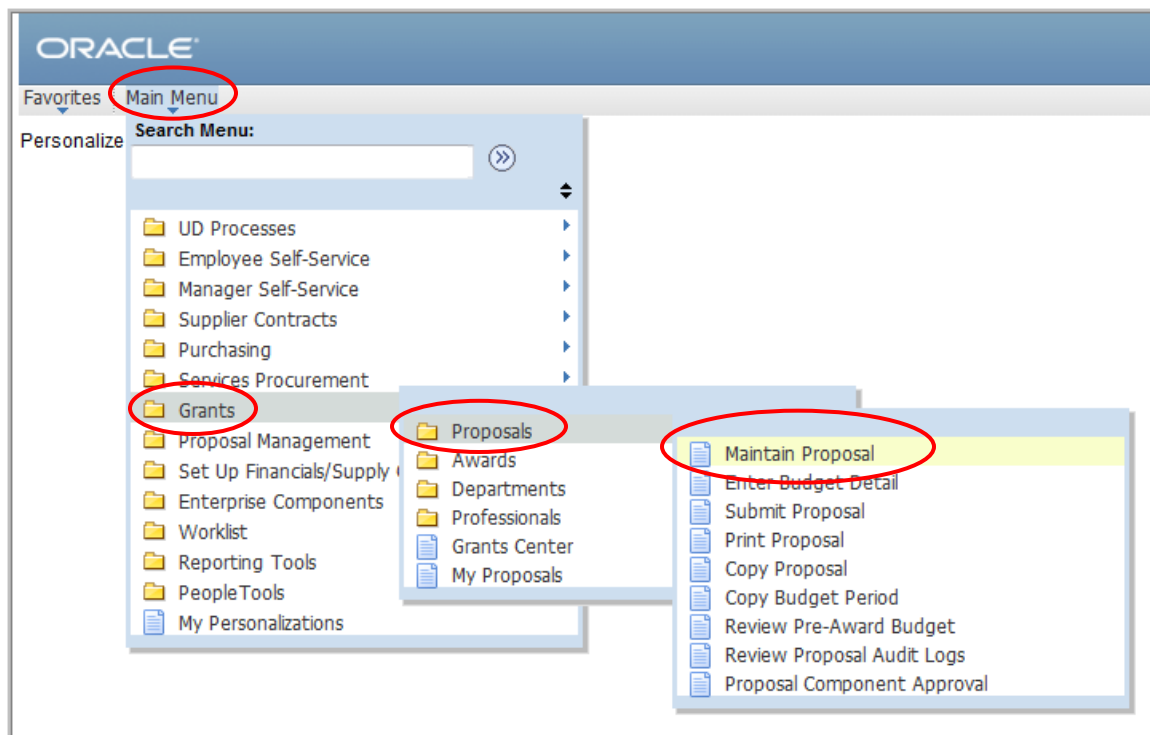 ORACLE
Favorites Main Menu
Personalize
Search Menu:
UD Processes
Employee Self-Service
Manager Self-Service
Supplier Contracts
Purchasing
Services Procurement
Grants
Proposal Management
Set Up Financials/Supply
Enterprise Components
Worklist
Reporting Tools
PeopleTools
My Personalizations
Proposals
Awards
Departments
Professionals
Grants Center
My Proposals
Maintain Proposal
Enter Budget Detail
Submit Proposal
Print Proposal
Copy Proposal
Copy Budget Period
Review Pre-Award Budget
Review Proposal Audit Logs
Proposal Component Approval